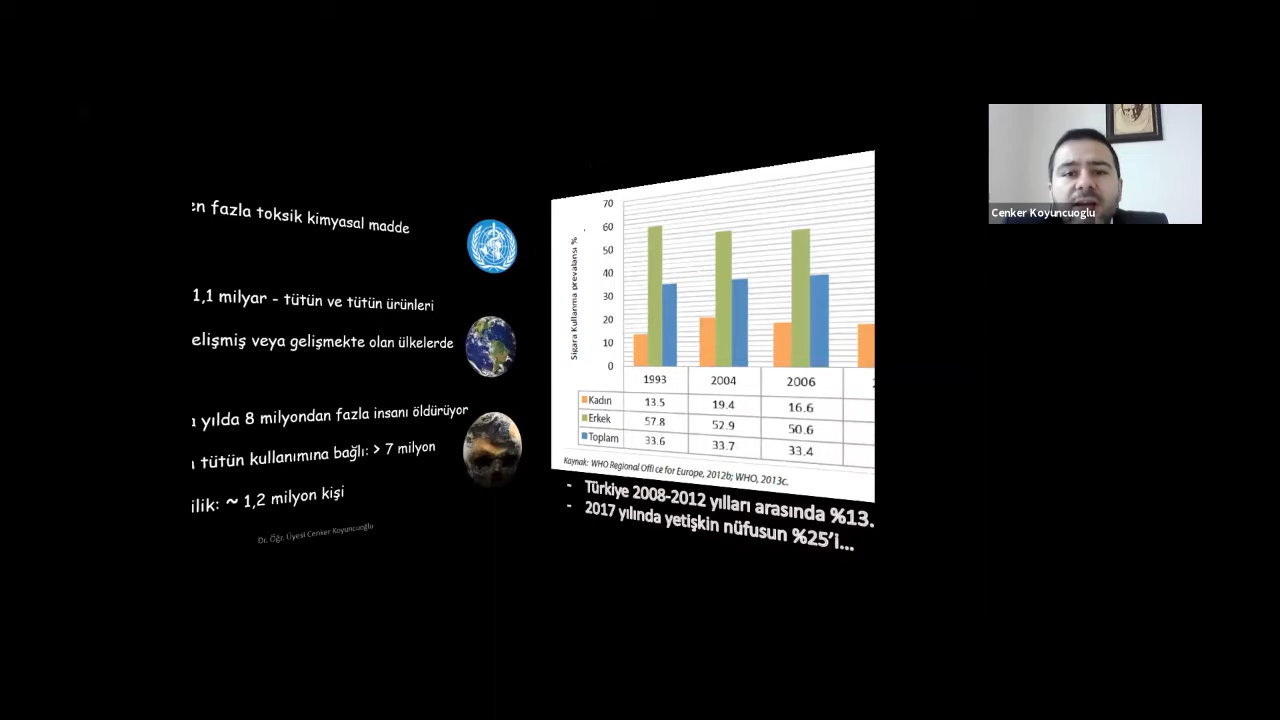 en fazla toksik kimyasal madde
1,1 milyar - tütün ve tütün ürünleri
elişmiş veya gelişmekte olan ülkelerde
yılda 8 milyondan fazla insanı öldürüyor
tütün kullanımına bağlı: > 7 milyon
ilik: ~ 1,2 milyon kişi
Dr. Öğr. Üyesi Cenker Koyuncuoğlu
Sigara Kullanma prevalansı %
70
60
50
40
30
20
10
0
1993 2004 2006
Kadın 13.5 19.4 16.6
Erkek 57.8 52.9 50.6
Toplam 33.6 33.7 33.4
Kaynak: WHO Regional Offi ce for Europe, 2012b; WHO, 2013c.
- Türkiye 2008-2012 yılları arasında %13.
- 2017 yılında yetişkin nüfusun %25'i...
Cenker Koyuncuoglu